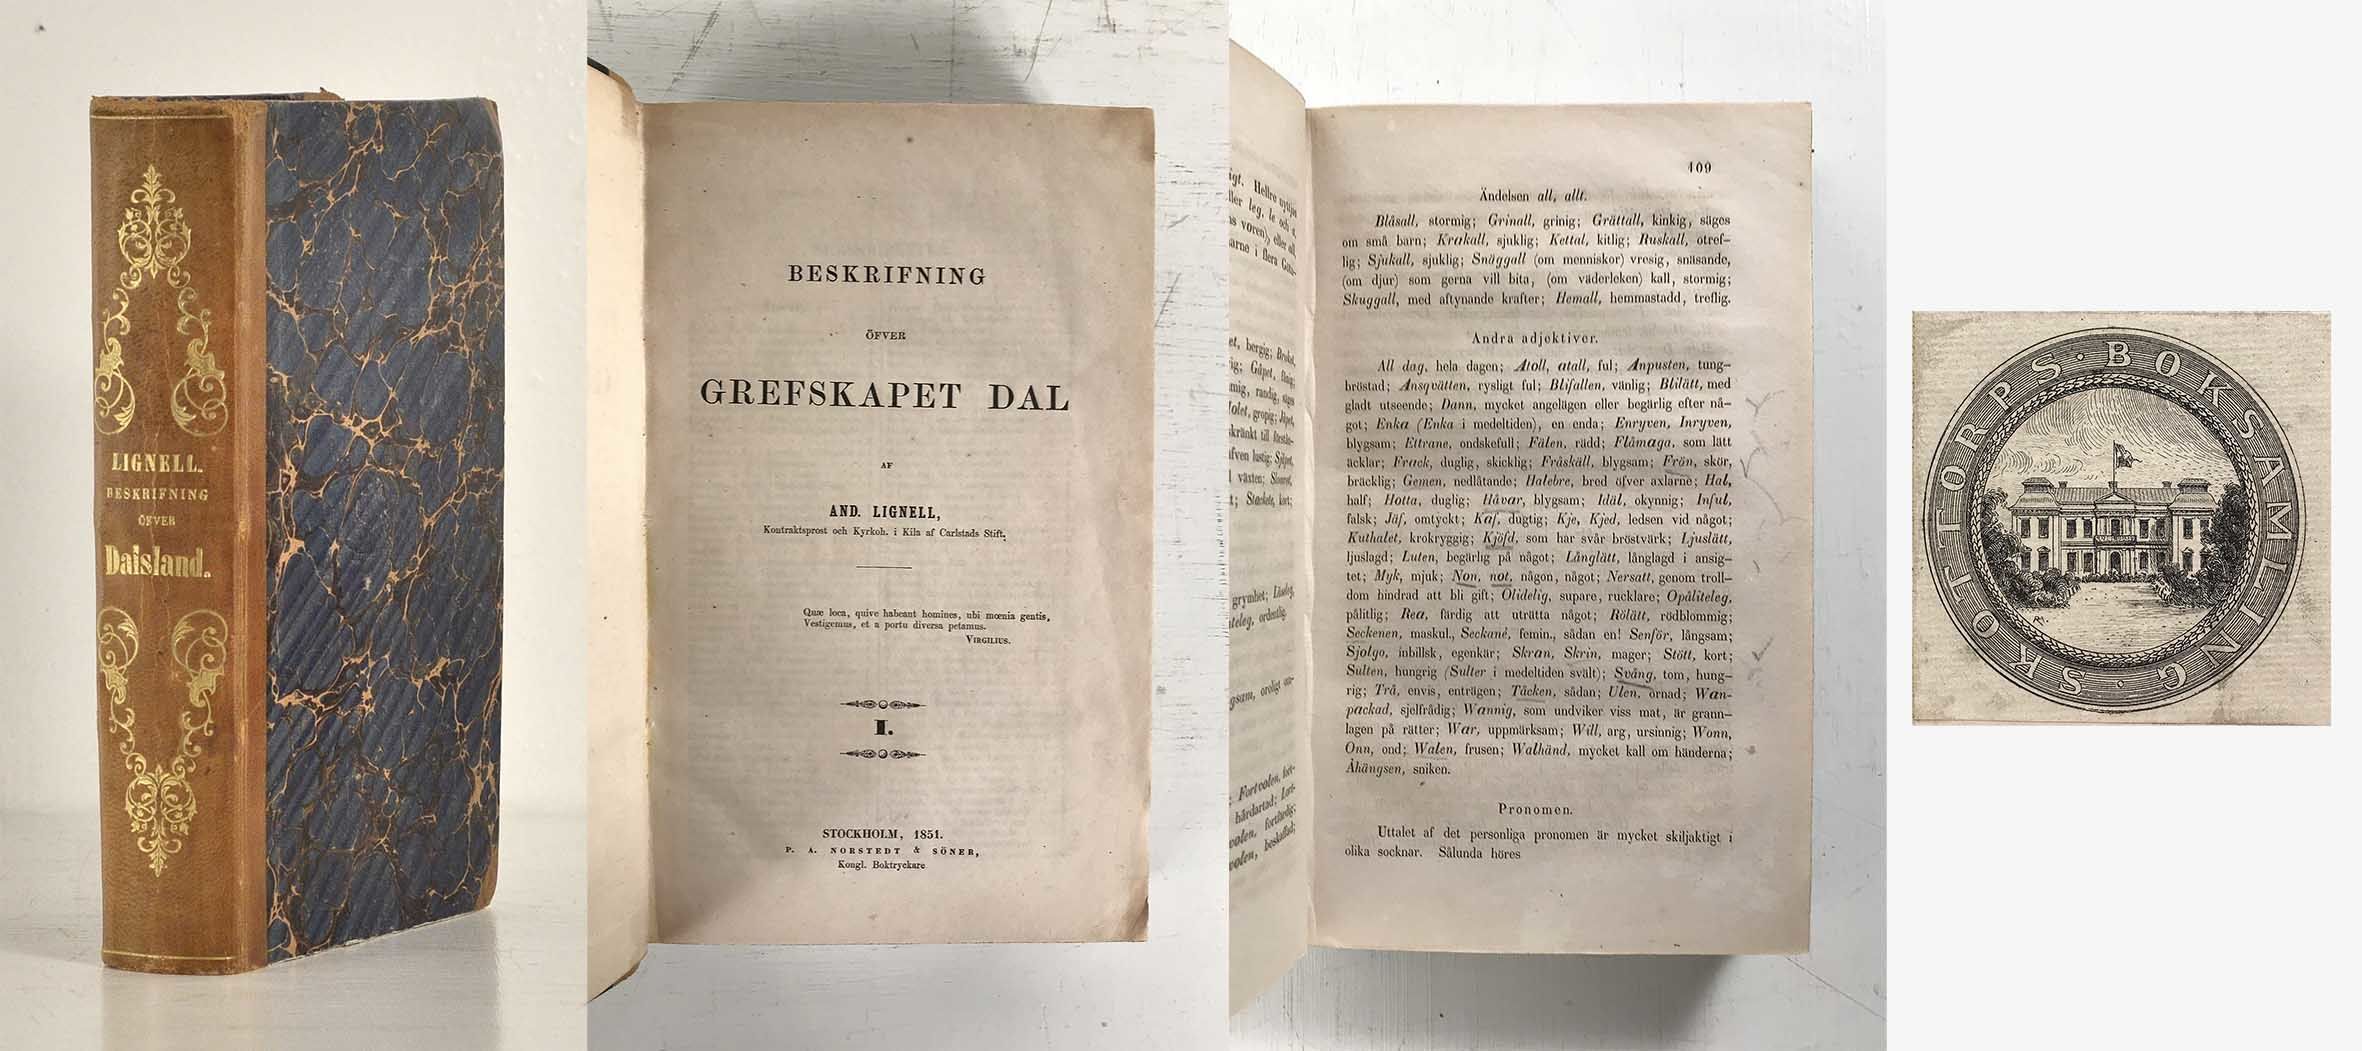 LIGNELL.
BESKRIFNING
ÖFVER
Dalsland.
BESKRIFNING
ÖFVER
GREFSKAPET DAL
AF
AND. LIGNELL,
Kontraktsprost och Kyrkoh. i Kila af Carlstads Stift.
Quæ loca, quive habeant homines, ubi mœnia gentis,
Vestigemus, et a portu diversa petamus.
VIRGILIUS.
I.
STOCKHOLM, 1851.
P. A. NORSTEDT & SÖNER,
Kongl. Boktryckare
109
Ändelsen all, allt.
Blåsall, stormig; Grinall, grinig; Grättall, kinkig, säges
om små barn; Krakall, sjuklig; Kettal, kitlig; Ruskall, otref-
lig; Sjukall, sjuklig; Snäggall (om menniskor) vresig, snäsande,
(om djur) som gerna vill bita, (om väderleken) kall, stormig;
Skuggall, med aftynande krafter; Hemall, hemmastadd, treflig.
Andra adjektiver.
All dag, hela dagen; Atoll, atall, ful; Anpusten, tung-
bröstad; Ansqvätten, rysligt ful; Blifallen, vänlig; Blilätt, med
gladt utseende; Dann, mycket angelägen eller begärlig efter nå-
got; Enka (Enka i medeltiden), en enda; Enryven, Inryven,
blygsam; Ettrane, ondskefull; Fälen, rädd; Flåmaga, som lätt
äcklar; Frack, duglig, skicklig; Fråskäll, blygsam; Frön, skör,
bräcklig; Gemen, nedlåtande; Halebre, bred öfver axlarne; Hal,
half; Hotta, duglig; Håvar, blygsam; Idäl, okynnig; Inful,
falsk; Jäf, omtyckt; Kaf, dugtig; Kje, Kjed, ledsen vid något;
Kuthalet, krokryggig; Kjöfd, som har svår bröstvärk; Ljuslätt,
ljuslagd; Luten, begärlig på något; Långlätt, långlagd i ansig-
tet; Myk, mjuk; Non, not, någon, något; Nersatt, genom troll-
dom hindrad att bli gift; Olidelig, supare, rucklare; Opåliteleg,
pålitlig; Rea, färdig att uträtta något; Rölätt, rödblommig;
Seckenen, maskul., Seckané, femin., sådan en! Senför, långsam;
Sjolgo, inbillsk, egenkär; Skran, Skrin, mager; Stött, kort;
Sulten, hungrig (Sulter i medeltiden svält); Svång, tom, hung-
rig; Trå, envis, enträgen; Täcken, sådan; Ulen, ornad; Wan-
packad, sjelfrådig; Wannig, som undviker viss mat, är grann-
lagen på rätter; War, uppmärksam; Will, arg, ursinnig; Wonn,
Onn, ond; Walen, frusen; Walhänd, mycket kall om händerna;
Åhängsen, sniken.
Pronomen.
Uttalet af det personliga pronomen är mycket skiljaktigt i
olika socknar. Sålunda höres
SKOTTORPS · BOKSAMLING ·